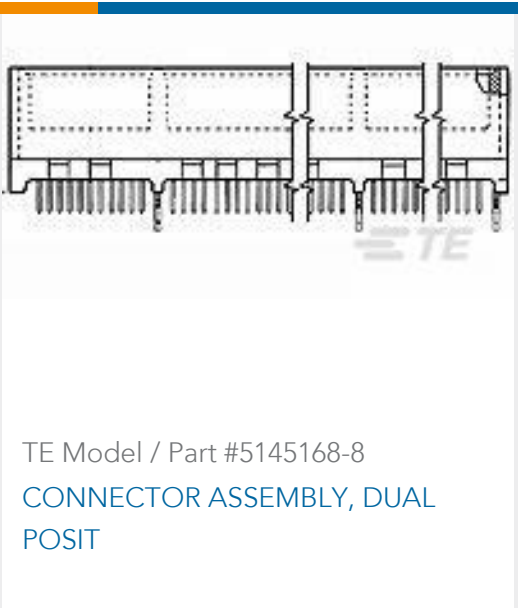 TE
TE Model / Part #5145168-8
CONNECTOR ASSEMBLY, DUAL
POSIT